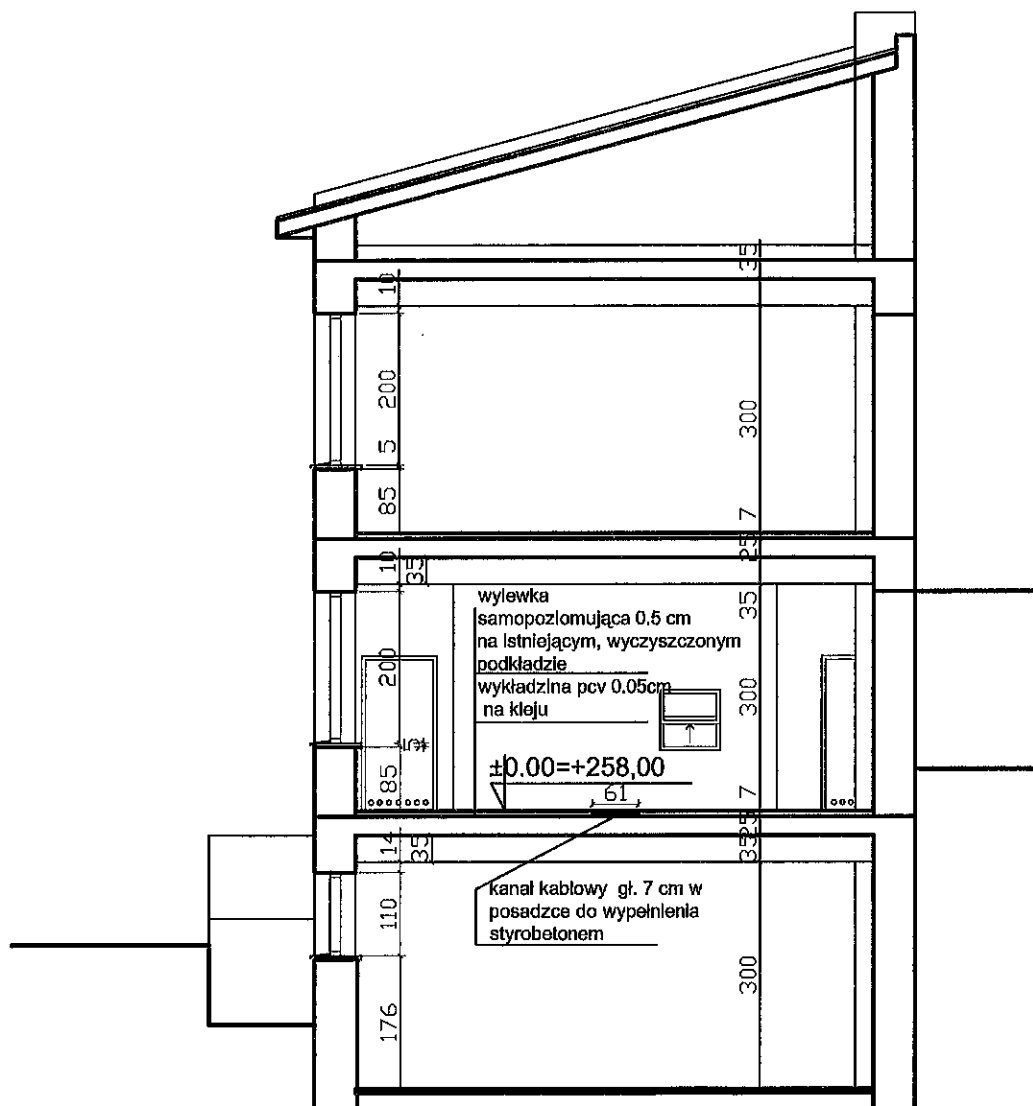 35
10
200
300
5
85
7
25
10
35
wylewka
samopoziomująca 0.5 cm
na istniejącym, wyczyszczonym
podkładzie
wykładzina pcv 0.05cm
na kleju
35
200
300
5
85
±0.00=+258,00
61
7
25
14
35
35
kanał kablowy gł. 7 cm w
posadzce do wypełnienia
styrobetonem
110
300
176